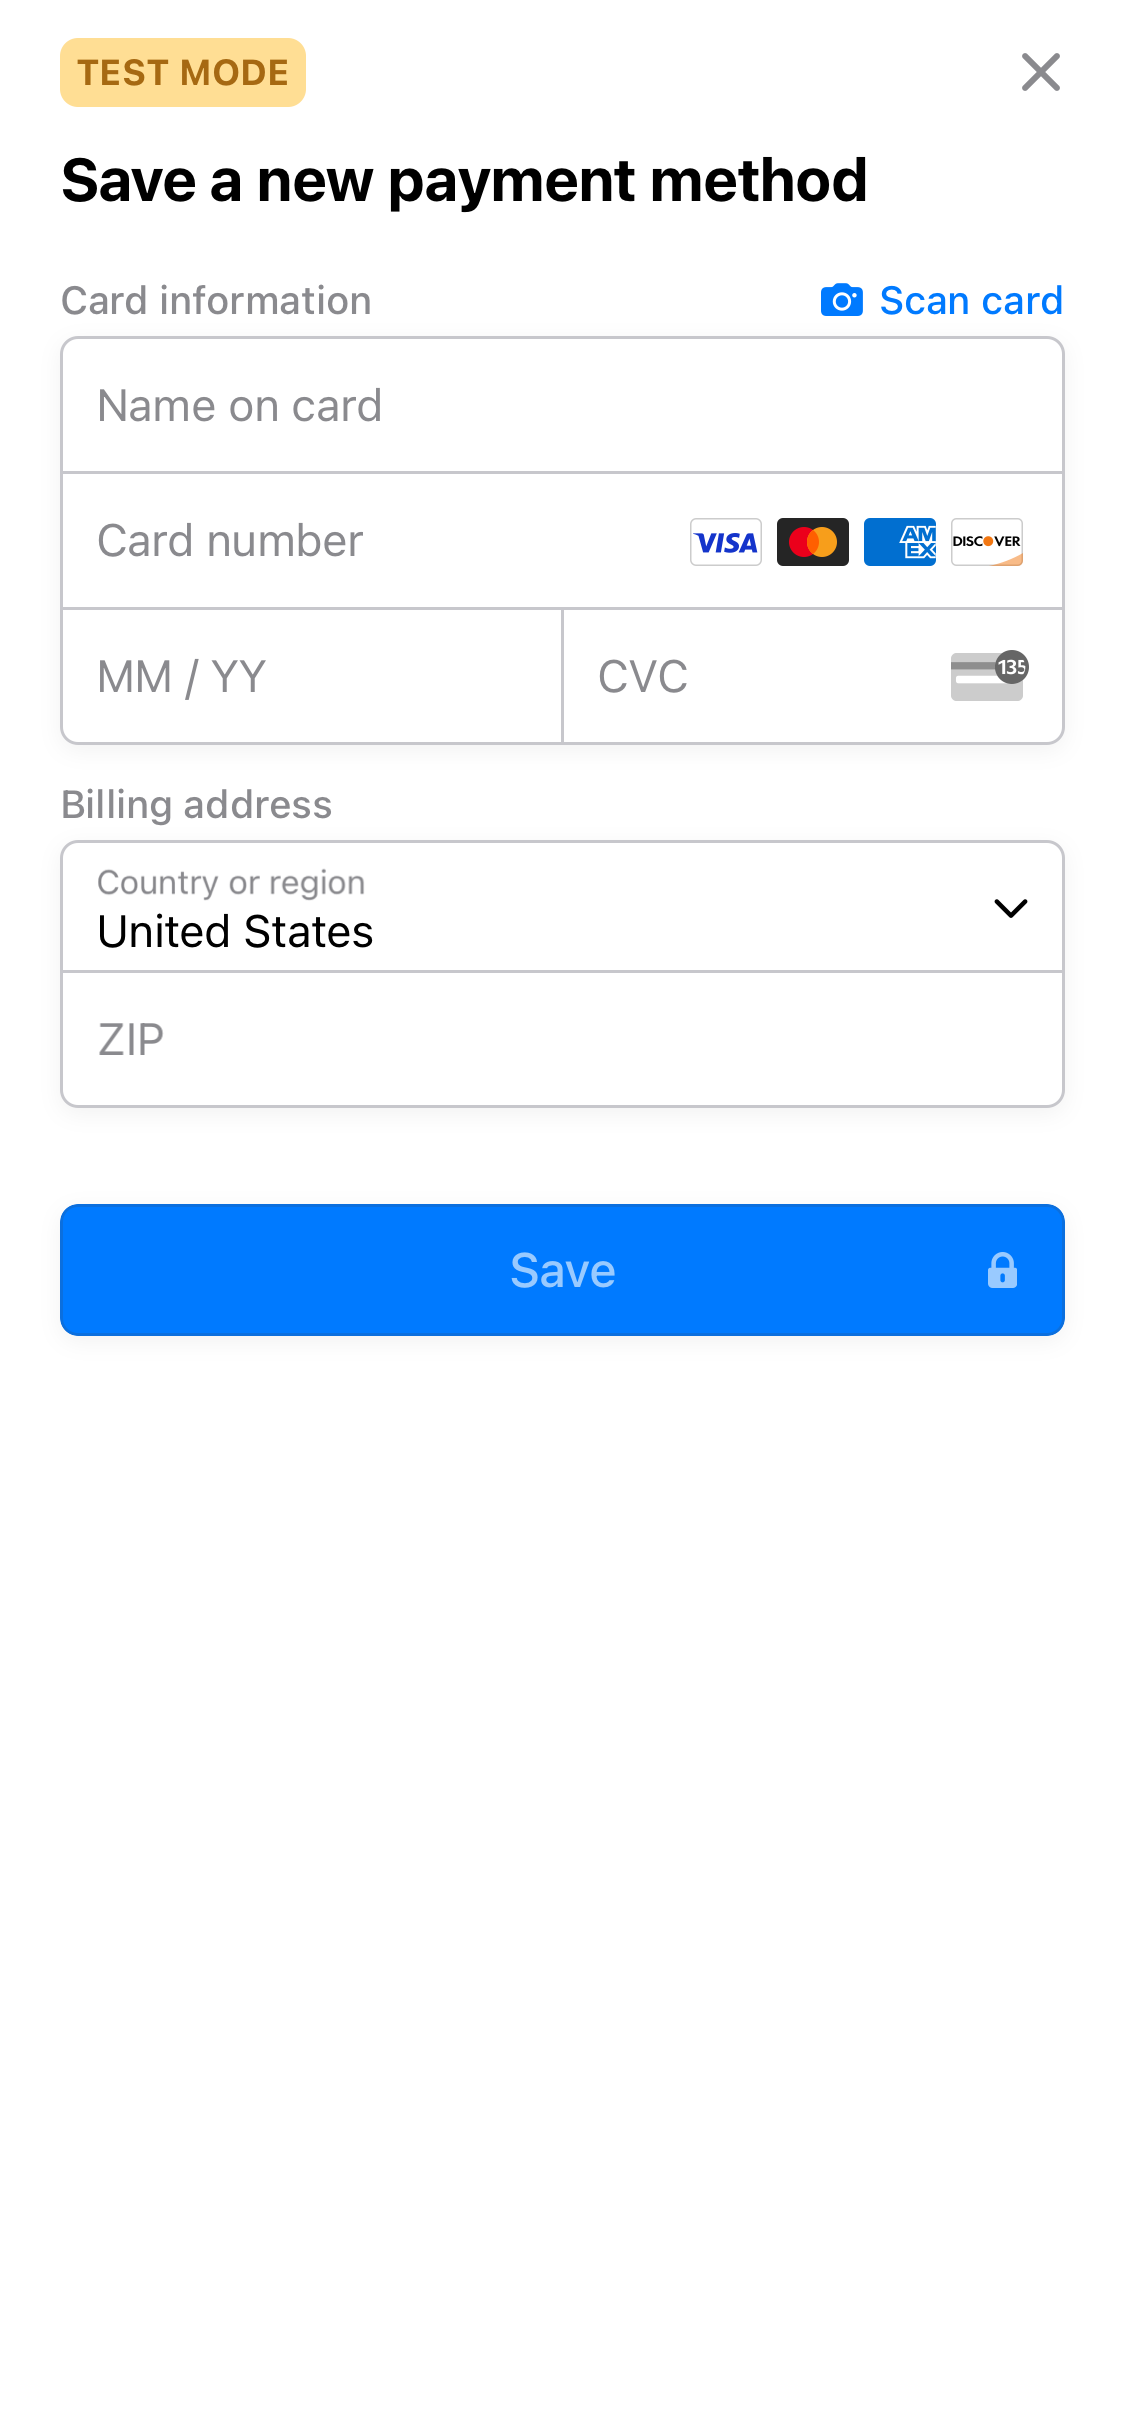 TEST MODE
Save a new payment method
Card information
Scan card
Name on card
Card number
VISA
AM
EX
DISCOVER
MM / YY
CVC
135
Billing address
Country or region
United States
ZIP
Save